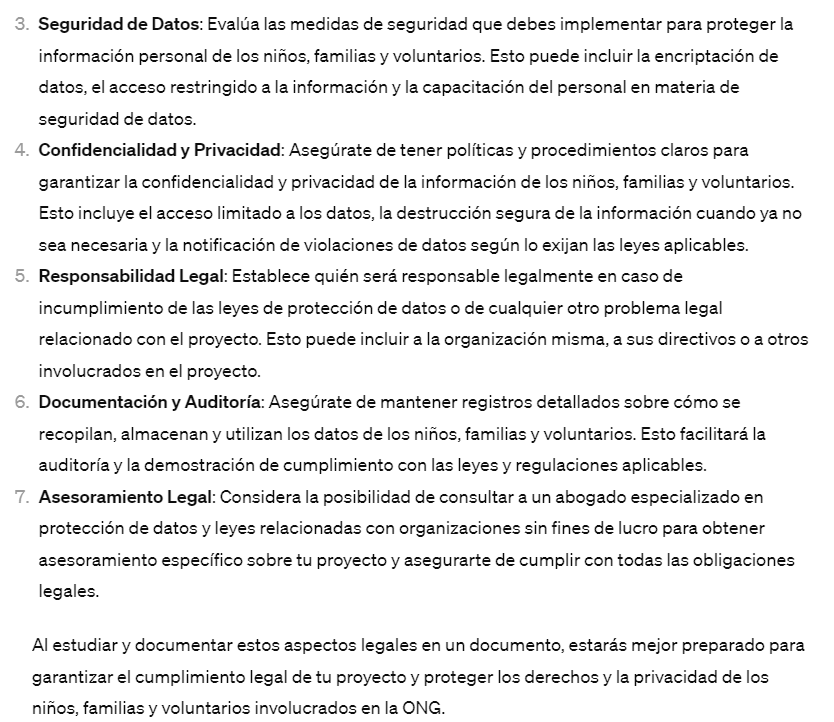 3. Seguridad de Datos: Evalúa las medidas de seguridad que debes implementar para proteger la
información personal de los niños, familias y voluntarios. Esto puede incluir la encriptación de
datos, el acceso restringido a la información y la capacitación del personal en materia de
seguridad de datos.
4. Confidencialidad y Privacidad: Asegúrate de tener políticas y procedimientos claros para
garantizar la confidencialidad y privacidad de la información de los niños, familias y voluntarios.
Esto incluye el acceso limitado a los datos, la destrucción segura de la información cuando ya no
sea necesaria y la notificación de violaciones de datos según lo exijan las leyes aplicables.
5. Responsabilidad Legal: Establece quién será responsable legalmente en caso de
incumplimiento de las leyes de protección de datos o de cualquier otro problema legal
relacionado con el proyecto. Esto puede incluir a la organización misma, a sus directivos o a otros
involucrados en el proyecto.
6. Documentación y Auditoría: Asegúrate de mantener registros detallados sobre cómo se
recopilan, almacenan y utilizan los datos de los niños, familias y voluntarios. Esto facilitará la
auditoría y la demostración de cumplimiento con las leyes y regulaciones aplicables.
7. Asesoramiento Legal: Considera la posibilidad de consultar a un abogado especializado en
protección de datos y leyes relacionadas con organizaciones sin fines de lucro para obtener
asesoramiento específico sobre tu proyecto y asegurarte de cumplir con todas las obligaciones
legales.
Al estudiar y documentar estos aspectos legales en un documento, estarás mejor preparado para
garantizar el cumplimiento legal de tu proyecto y proteger los derechos y la privacidad de los
niños, familias y voluntarios involucrados en la ONG.